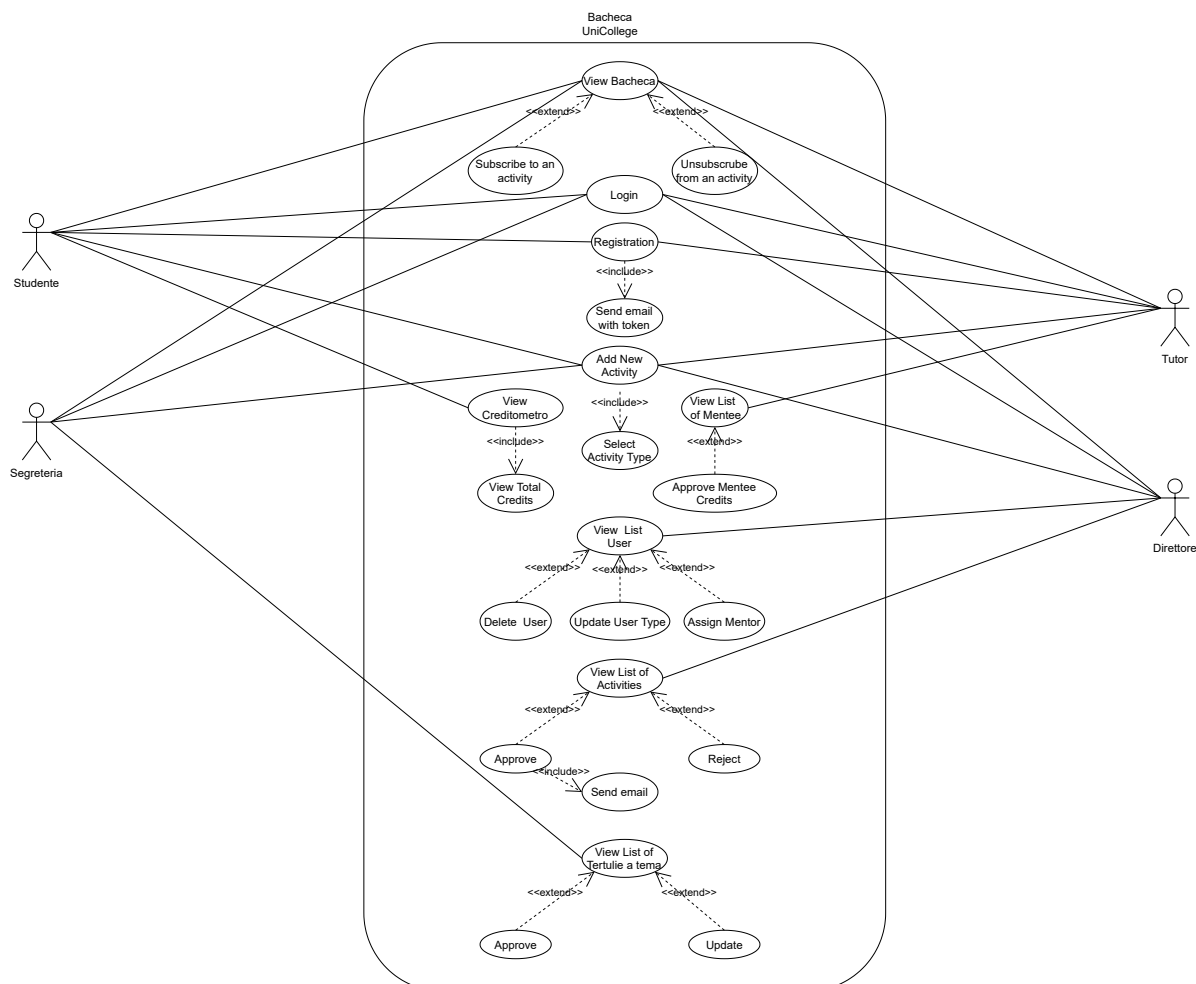 Bacheca
UniCollege
View Bacheca
<<extend>>
<<extend>>
Subscribe to an
activity
Unsubscrube
from an activity
Login
Studente
Registration
<<include>>
Send email
with token
Tutor
Add New
Activity
View
Creditometro
<<include>>
View List
of Mentee
Segreteria
<<include>>
Select
Activity Type
<<extend>>
View Total
Credits
Approve Mentee
Credits
View List
User
Direttore
<<extend>>
<<extend>>
<<extend>>
Delete User
Update User Type
Assign Mentor
View List of
Activities
<<extend>>
<<extend>>
Approve
Reject
<<include>>
Send email
View List of
Tertulie a tema
<<extend>>
<<extend>>
Approve
Update